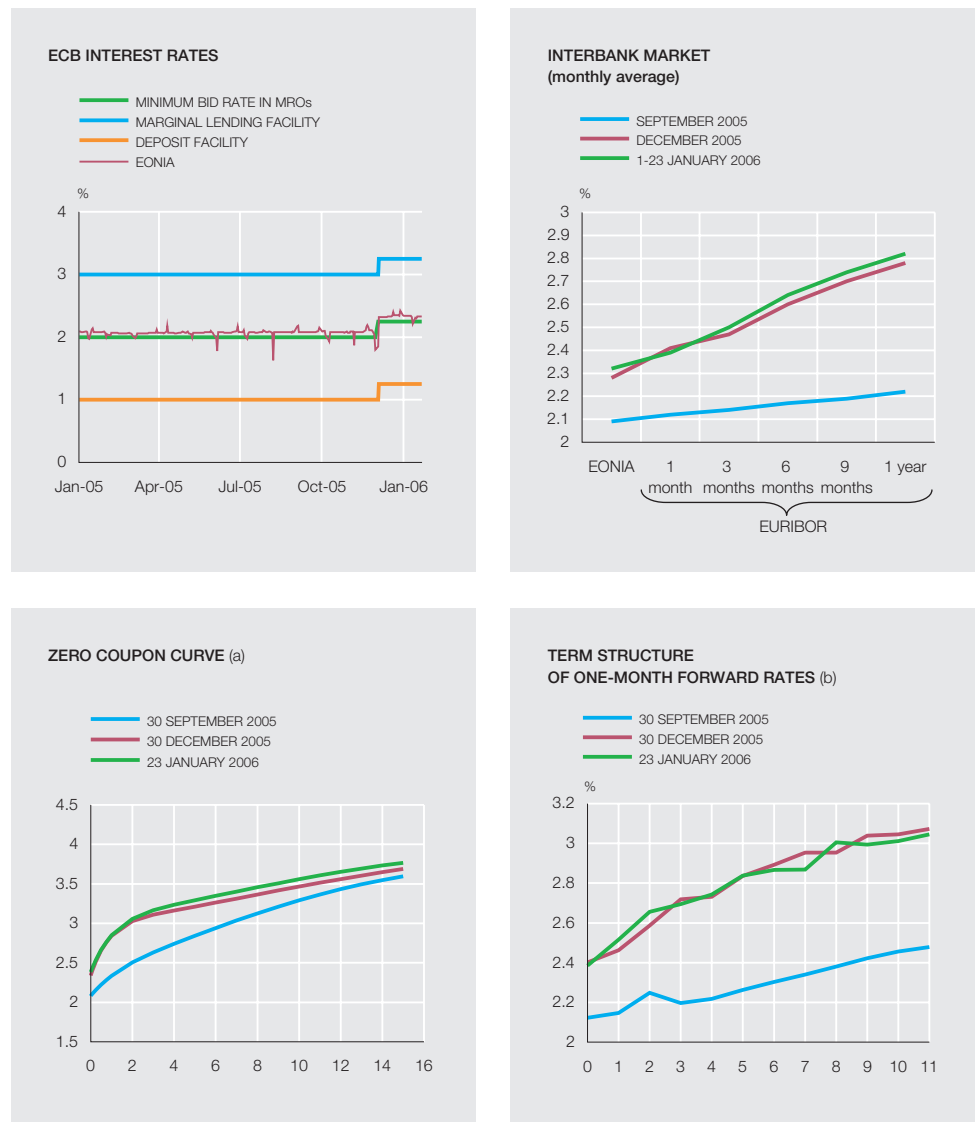 ECB INTEREST RATES
MINIMUM BID RATE IN MROs
MARGINAL LENDING FACILITY
DEPOSIT FACILITY
EONIA
%
4
3
2
1
0
Jan-05 Apr-05 Jul-05 Oct-05 Jan-06
INTERBANK MARKET
(monthly average)
SEPTEMBER 2005
DECEMBER 2005
1-23 JANUARY 2006
%
3
2.9
2.8
2.7
2.6
2.5
2.4
2.3
2.2
2.1
2
EONIA 1 3 6 9 1 year
month months months months
EURIBOR
ZERO COUPON CURVE (a)
30 SEPTEMBER 2005
30 DECEMBER 2005
23 JANUARY 2006
4.5
4
3.5
3
2.5
2
1.5
0 2 4 6 8 10 12 14 16
TERM STRUCTURE
OF ONE-MONTH FORWARD RATES (b)
30 SEPTEMBER 2005
30 DECEMBER 2005
23 JANUARY 2006
%
3.2
3
2.8
2.6
2.4
2.2
2
0 1 2 3 4 5 6 7 8 9 10 11